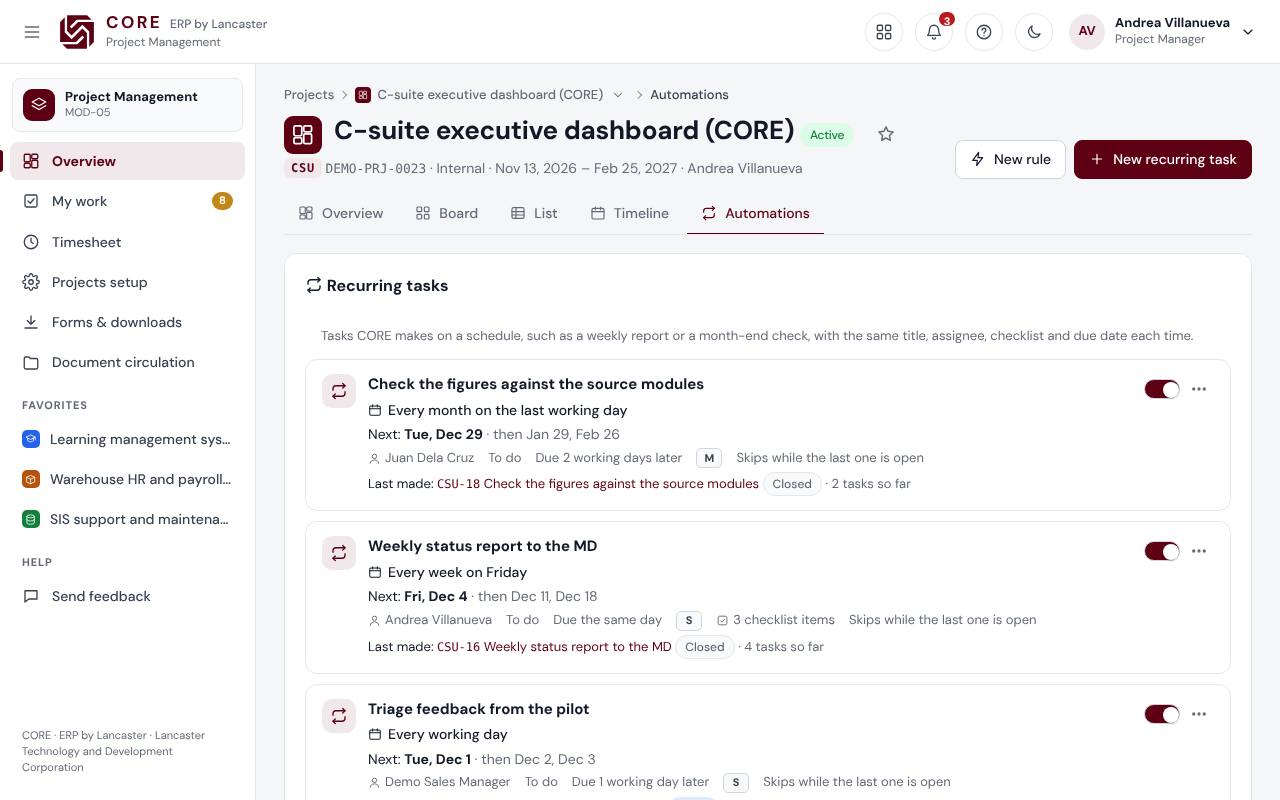 CORE ERP by Lancaster
Project Management
3
AV
Andrea Villanueva
Project Manager
Project Management
MOD-05
Overview
My work 8
Timesheet
Projects setup
Forms & downloads
Document circulation
FAVORITES
Learning management sys...
Warehouse HR and payroll...
SIS support and maintena...
HELP
Send feedback
CORE · ERP by Lancaster · Lancaster
Technology and Development
Corporation
Projects C-suite executive dashboard (CORE) Automations
C-suite executive dashboard (CORE) Active
CSU DEMO-PRJ-0023 · Internal · Nov 13, 2026 – Feb 25, 2027 · Andrea Villanueva
New rule
New recurring task
Overview Board List Timeline Automations
Recurring tasks
Tasks CORE makes on a schedule, such as a weekly report or a month-end check, with the same title, assignee, checklist and due date each time.
Check the figures against the source modules
Every month on the last working day
Next: Tue, Dec 29 · then Jan 29, Feb 26
Juan Dela Cruz To do Due 2 working days later M Skips while the last one is open
Last made: CSU-18 Check the figures against the source modules Closed · 2 tasks so far
Weekly status report to the MD
Every week on Friday
Next: Fri, Dec 4 · then Dec 11, Dec 18
Andrea Villanueva To do Due the same day S 3 checklist items Skips while the last one is open
Last made: CSU-16 Weekly status report to the MD Closed · 4 tasks so far
Triage feedback from the pilot
Every working day
Next: Tue, Dec 1 · then Dec 2, Dec 3
Demo Sales Manager To do Due 1 working day later S Skips while the last one is open